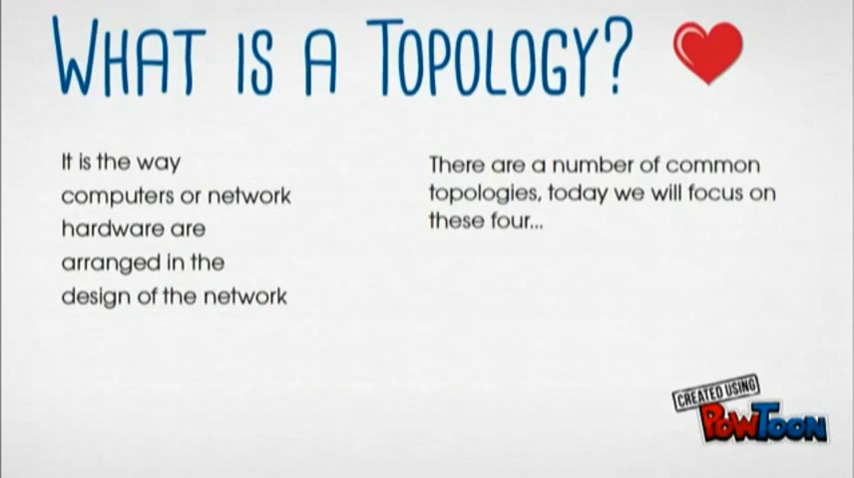 WHAT IS A TOPOLOGY?
It is the way
computers or network
hardware are
arranged in the
design of the network
There are a number of common
topologies, today we will focus on
these four...
CREATED USING
POWTOON